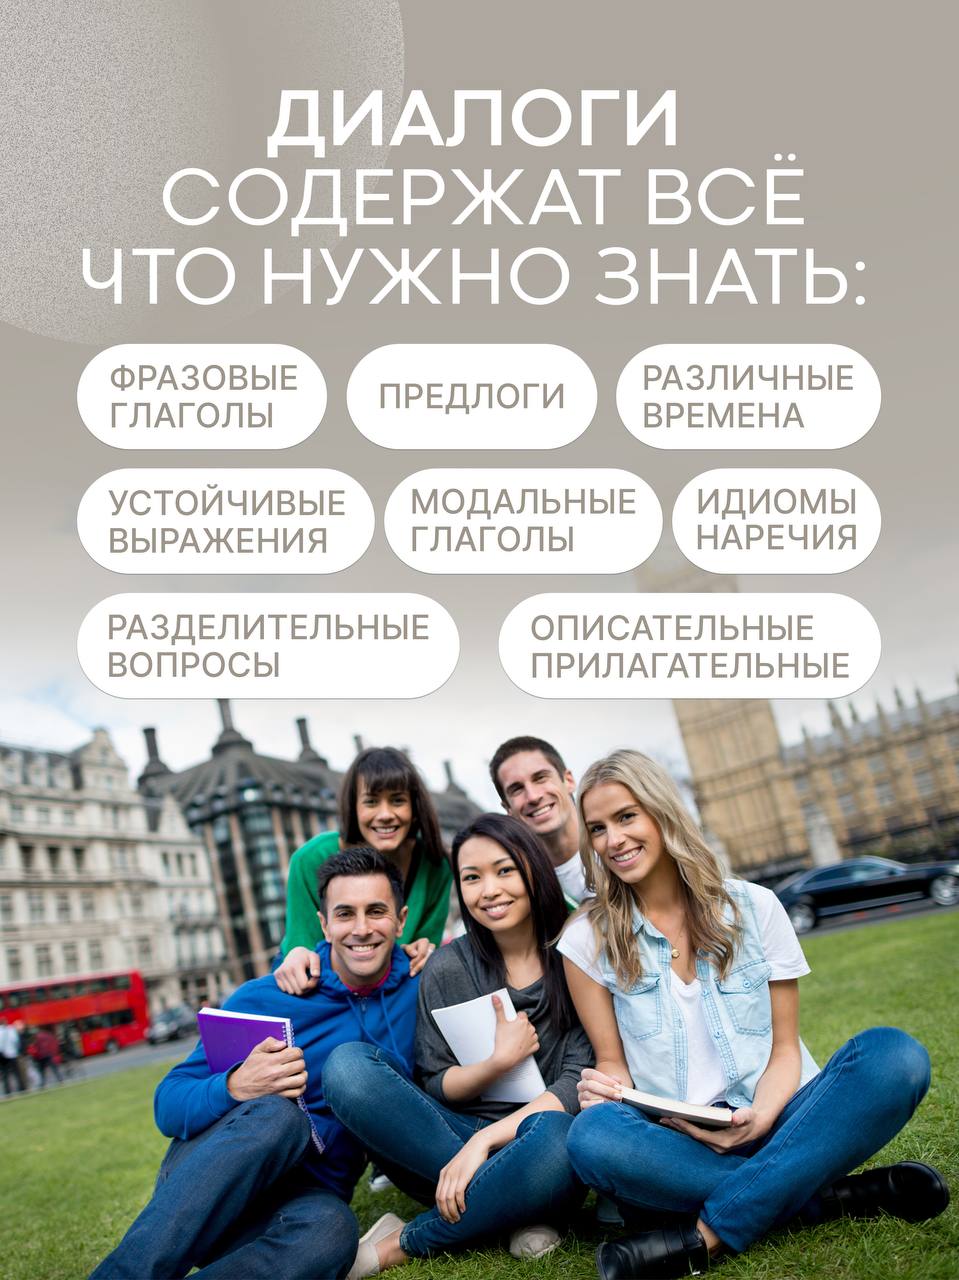 ДИАЛОГИ
СОДЕРЖАТ ВСЁ
ЧТО НУЖНО ЗНАТЬ:
ФРАЗОВЫЕ
ГЛАГОЛЫ
ПРЕДЛОГИ
РАЗЛИЧНЫЕ
ВРЕМЕНА
УСТОЙЧИВЫЕ
ВЫРАЖЕНИЯ
МОДАЛЬНЫЕ
ГЛАГОЛЫ
ИДИОМЫ
НАРЕЧИЯ
РАЗДЕЛИТЕЛЬНЫЕ
ВОПРОСЫ
ОПИСАТЕЛЬНЫЕ
ПРИЛАГАТЕЛЬНЫЕ